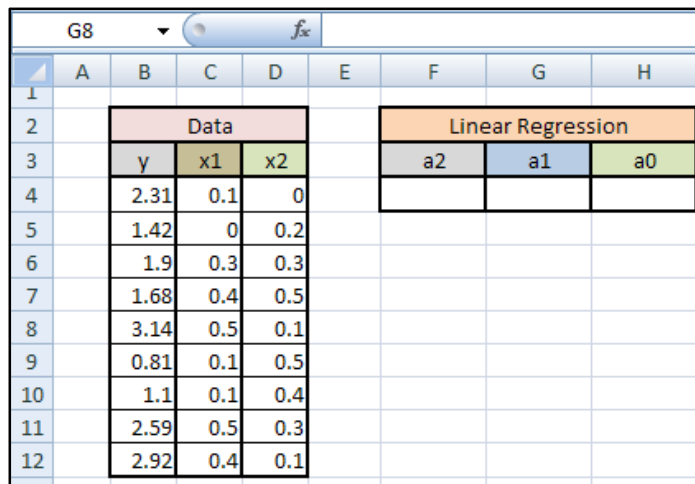 G8 fx
A B C D E F G H
1
2 Data Linear Regression
3 y x1 x2 a2 a1 a0
4 2.31 0.1 0
5 1.42 0 0.2
6 1.9 0.3 0.3
7 1.68 0.4 0.5
8 3.14 0.5 0.1
9 0.81 0.1 0.5
10 1.1 0.1 0.4
11 2.59 0.5 0.3
12 2.92 0.4 0.1